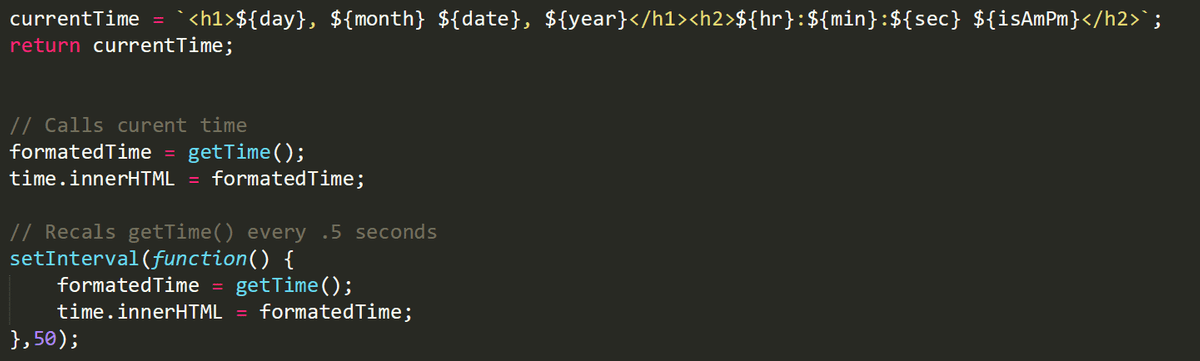 currentTime = `<h1>${day}, ${month} ${date}, ${year}</h1><h2>${hr}:${min}:${sec} ${isAmPm}</h2>`;
return currentTime;
// Calls curent time
formatedTime = getTime();
time.innerHTML = formatedTime;
// Recals getTime() every .5 seconds
setInterval(function() {
    formatedTime = getTime();
    time.innerHTML = formatedTime;
},50);